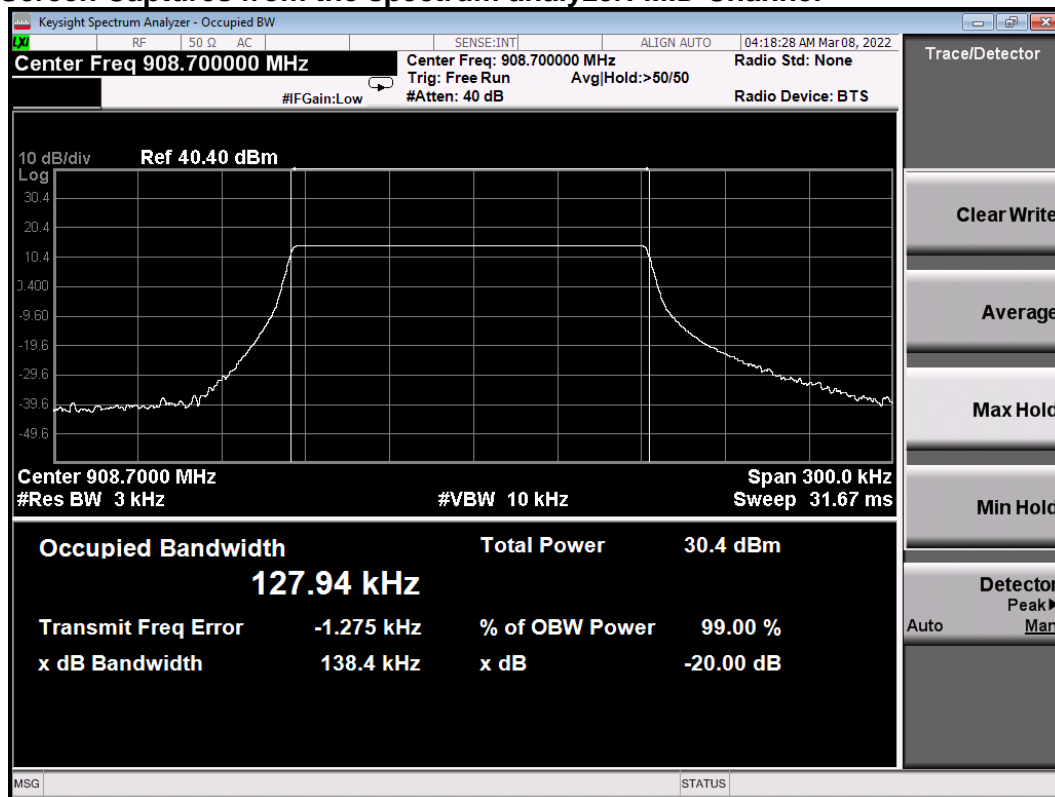 Screen Captures from the spectrum analyzer: MID Channel
Keysight Spectrum Analyzer - Occupied BW
LXI RF 50 Ω AC SENSE:INT ALIGN AUTO 04:18:28 AM Mar 08, 2022
Center Freq 908.700000 MHz
Center Freq: 908.700000 MHz
Radio Std: None
Trig: Free Run Avg|Hold:>50/50
#IFGain:Low
#Atten: 40 dB
Radio Device: BTS
Trace/Detector
10 dB/div Ref 40.40 dBm
Log
30.4
20.4
10.4
0.400
-9.60
-19.6
-29.6
-39.6
-49.6
Center 908.7000 MHz Span 300.0 kHz
#Res BW 3 kHz #VBW 10 kHz Sweep 31.67 ms
Occupied Bandwidth Total Power 30.4 dBm
127.94 kHz
Transmit Freq Error -1.275 kHz % of OBW Power 99.00 %
x dB Bandwidth 138.4 kHz x dB -20.00 dB
Clear Write
Average
Max Hold
Min Hold
Detector
Peak▶
Auto Man
MSG STATUS